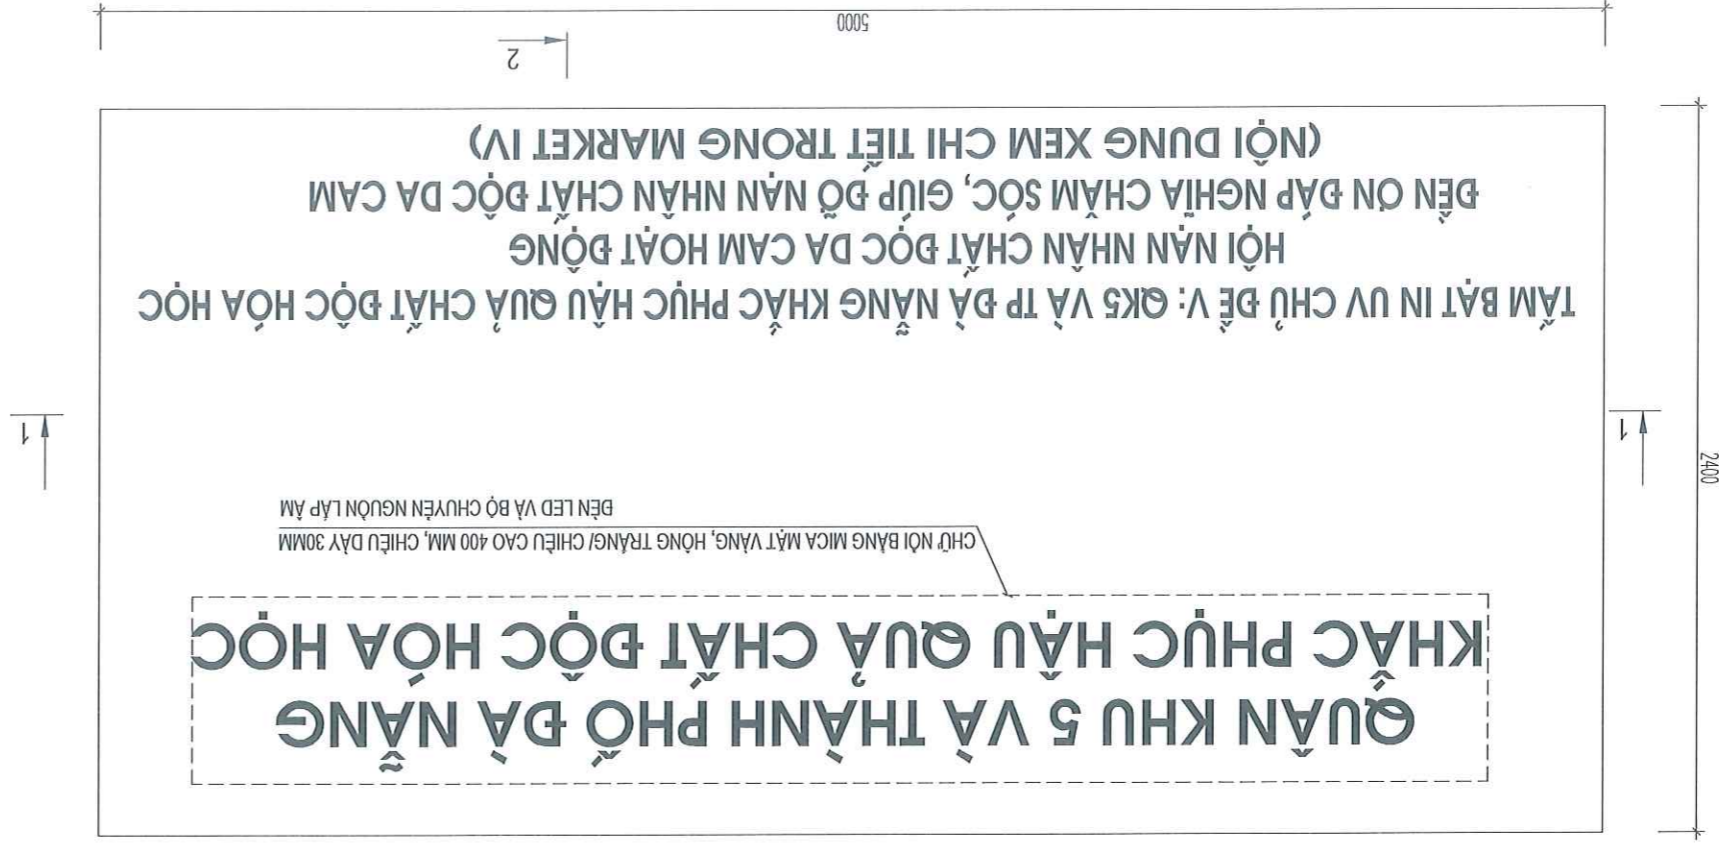 QUÂN KHU 5 VÀ THÀNH PHỐ ĐÀ NẴNG
KHẮC PHỤC HẬU QUẢ CHẤT ĐỘC HÓA HỌC
CHỮ NỔI BẰNG MICA MẶT VÀNG, HÔNG TRẮNG/ CHIỀU CAO 400 MM, CHIỀU DÀY 30MM
ĐÈN LED VÀ BỘ CHUYỂN NGUỒN LẮP ÂM
2400
1
1
TẤM BẠT IN UV CHỦ ĐỀ V: QK5 VÀ TP ĐÀ NẴNG KHẮC PHỤC HẬU QUẢ CHẤT ĐỘC HÓA HỌC
HỘI NẠN NHÂN CHẤT ĐỘC DA CAM HOẠT ĐỘNG
ĐỀN ƠN ĐÁP NGHĨA CHĂM SÓC, GIÚP ĐỠ NẠN NHÂN CHẤT ĐỘC DA CAM
(NỘI DUNG XEM CHI TIẾT TRONG MARKET IV)
2
5000